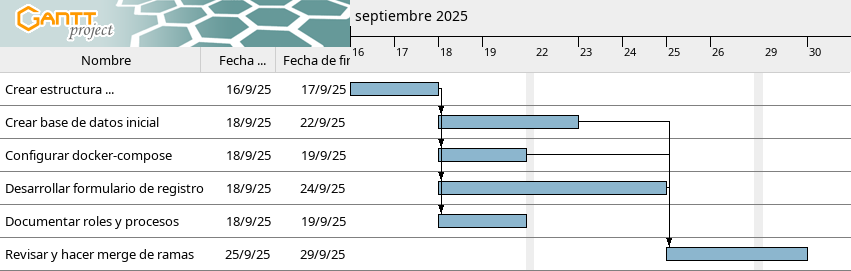 GANTT project
septiembre 2025
16 17 18 19 22 23 24 25 26 29 30
Nombre Fecha ... Fecha de fin
Crear estructura ... 16/9/25 17/9/25
Crear base de datos inicial 18/9/25 22/9/25
Configurar docker-compose 18/9/25 19/9/25
Desarrollar formulario de registro 18/9/25 24/9/25
Documentar roles y procesos 18/9/25 19/9/25
Revisar y hacer merge de ramas 25/9/25 29/9/25